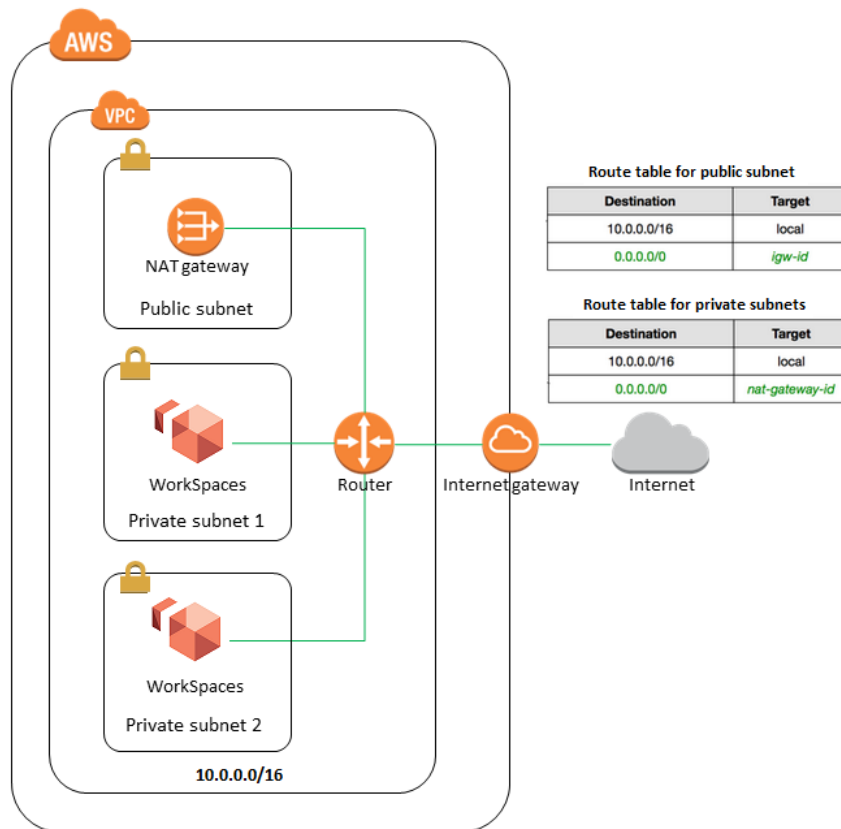 AWS
VPC
NAT gateway
Public subnet
WorkSpaces
Private subnet 1
WorkSpaces
Private subnet 2
10.0.0.0/16
Router
Internet gateway
Internet
Route table for public subnet
Destination Target
10.0.0.0/16 local
0.0.0.0/0 igw-id
Route table for private subnets
Destination Target
10.0.0.0/16 local
0.0.0.0/0 nat-gateway-id